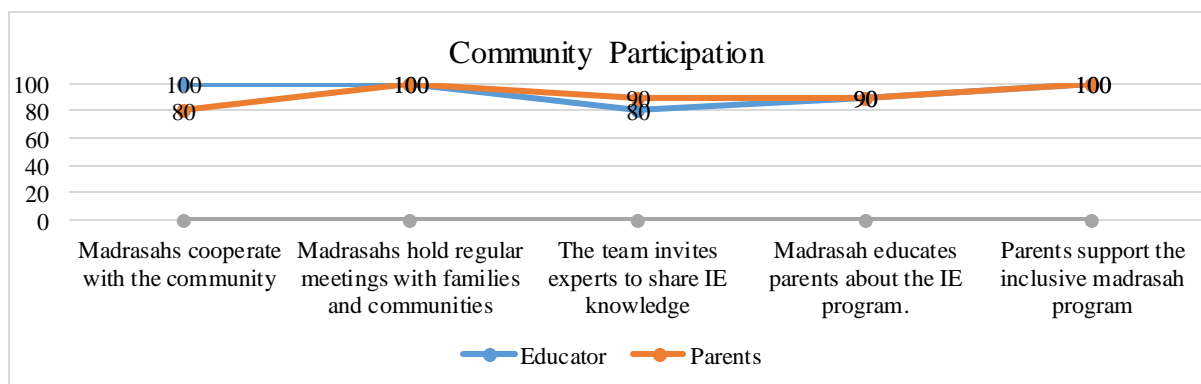 Community Participation
100
80
60
40
20
0
100
80
100
90
80
90
100
Madrasahs cooperate
with the community
Madrasahs hold regular
meetings with families
and communities
The team invites
experts to share IE
knowledge
Madrasah educates
parents about the IE
program.
Parents support the
inclusive madrasah
program
Educator
Parents